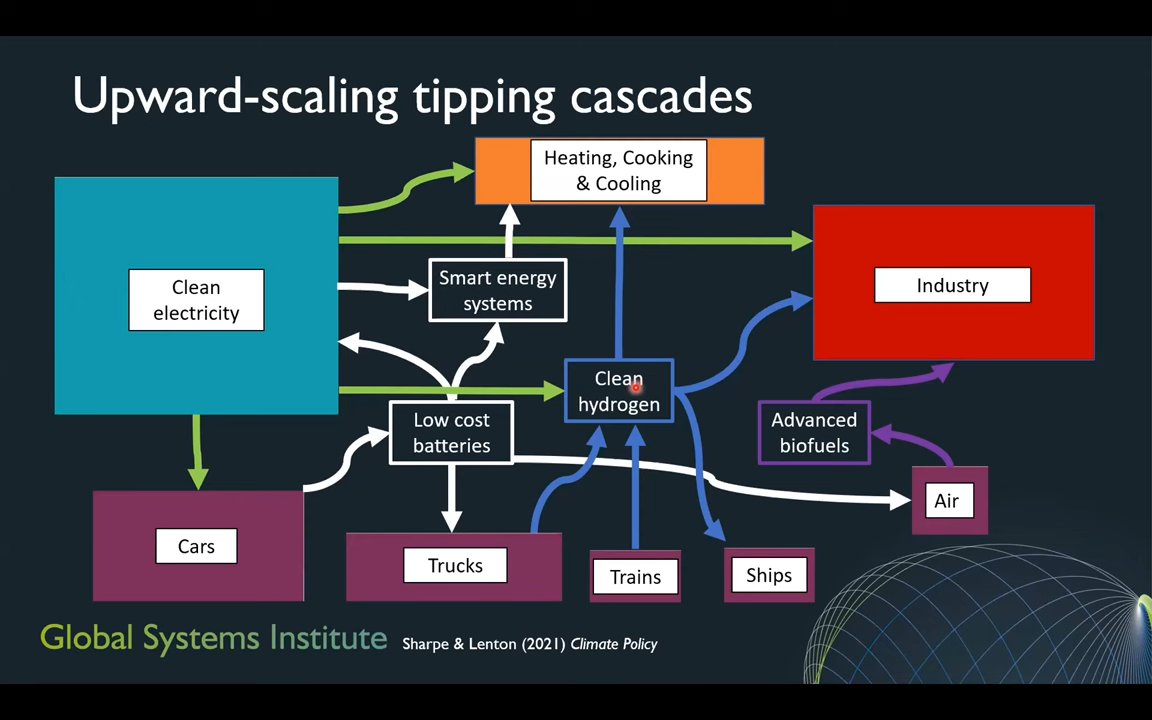 Upward-scaling tipping cascades
Heating, Cooking
& Cooling
Clean
electricity
Smart energy
systems
Industry
Clean
hydrogen
Low cost
batteries
Advanced
biofuels
Air
Cars
Trucks
Trains
Ships
Global Systems Institute
Sharpe & Lenton (2021) Climate Policy